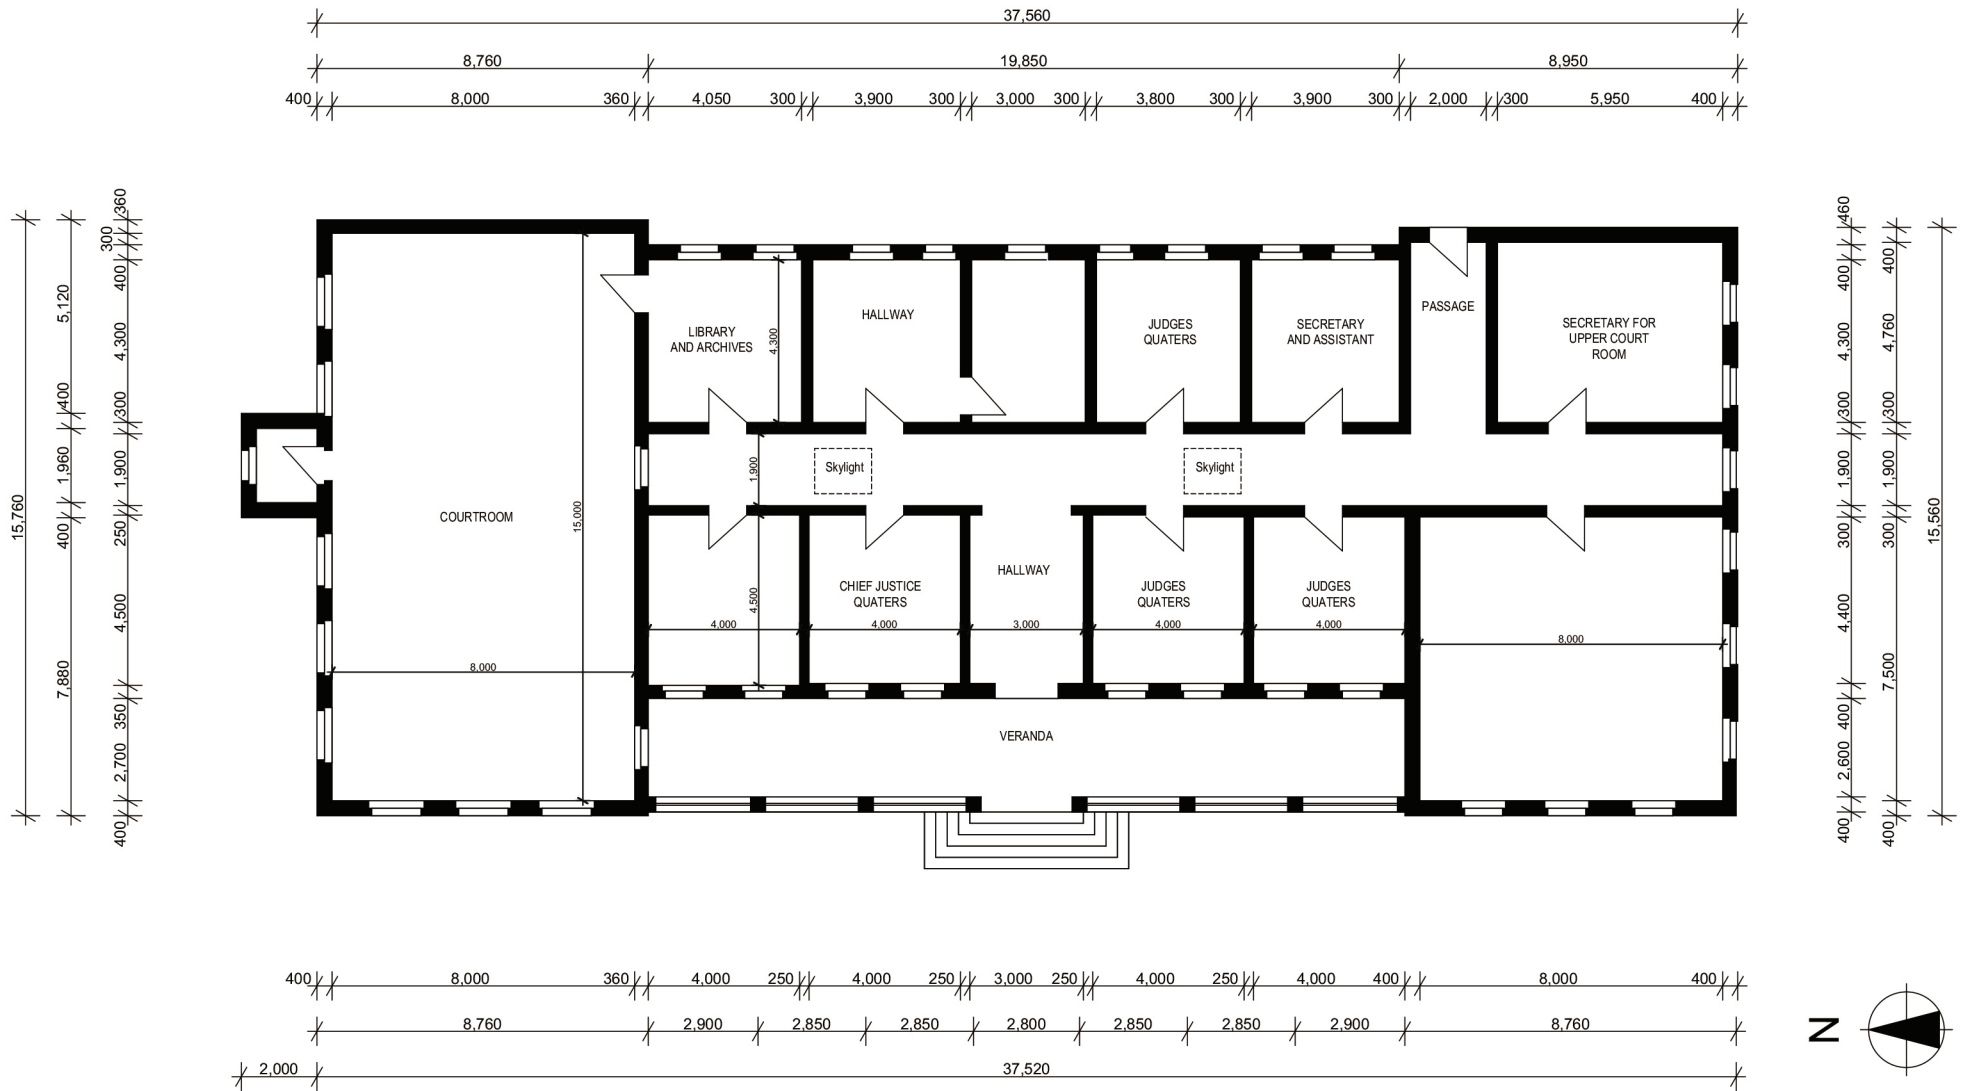 37,560
8,760 19,850 8,950
400 8,000 360 4,050 300 3,900 300 3,000 300 3,800 300 3,900 300 2,000 300 5,950 400
15,760
5,120 400 1,960 400 7,880
360 300 400 4,300 300 1,900 250 4,500 350 2,700 400
COURTROOM
15,000
8,000
LIBRARY
AND ARCHIVES
4,300
HALLWAY
JUDGES
QUATERS
SECRETARY
AND ASSISTANT
PASSAGE
SECRETARY FOR
UPPER COURT
ROOM
1,900
Skylight
Skylight
4,500
4,000
CHIEF JUSTICE
QUATERS
4,000
HALLWAY
3,000
JUDGES
QUATERS
4,000
JUDGES
QUATERS
4,000
8,000
VERANDA
460 400 4,300 300 1,900 300 4,400 400 2,600 400
400 4,760 300 1,900 300 7,500 400
15,560
400 8,000 360 4,000 250 4,000 250 3,000 250 4,000 250 4,000 400 8,000 400
8,760 2,900 2,850 2,850 2,800 2,850 2,850 2,900 8,760
2,000 37,520
N